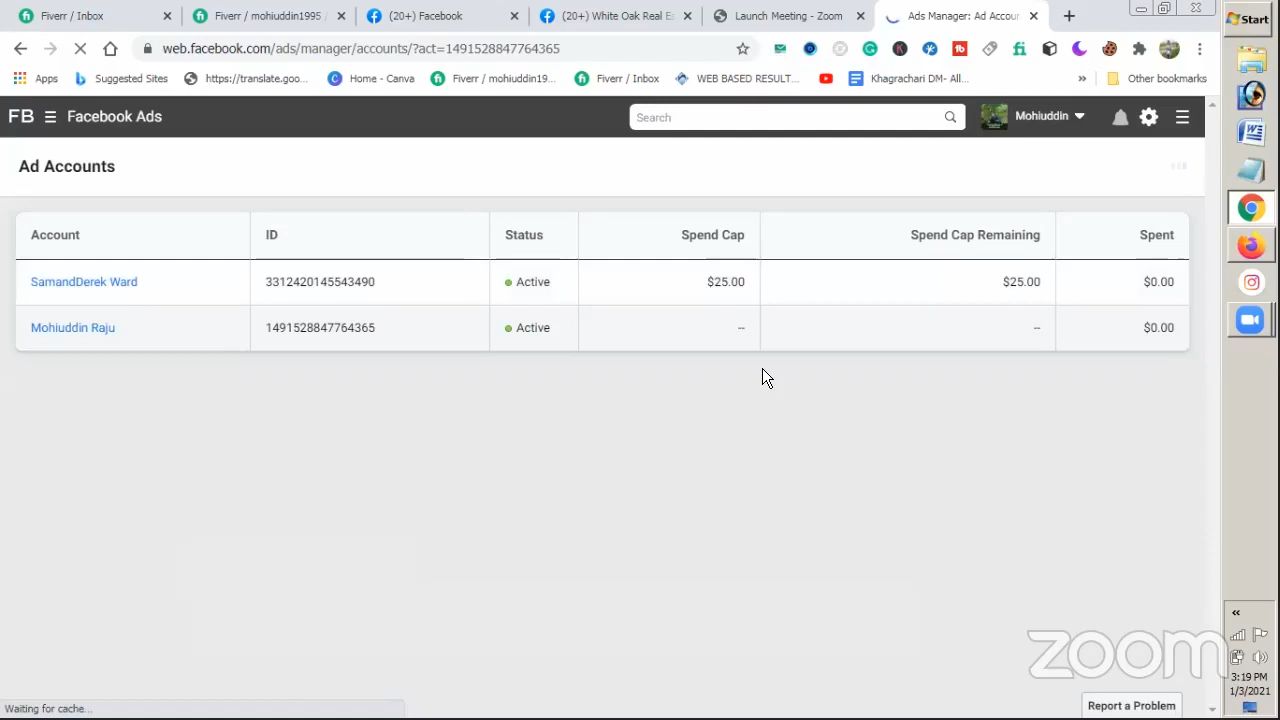 Fiverr / Inbox
Fiverr / mohiuddin1995 /
(20+) Facebook
(20+) White Oak Real Es
Launch Meeting - Zoom
Ads Manager: Ad Accoun
Start
web.facebook.com/ads/manager/accounts/?act=1491528847764365
Apps
Suggested Sites
https://translate.goo...
Home - Canva
Fiverr / mohiuddin19...
Fiverr / Inbox
WEB BASED RESULT...
Khagrachari DM- All...
»
Other bookmarks
FB
Facebook Ads
Search
Mohiuddin
Ad Accounts
Account
ID
Status
Spend Cap
Spend Cap Remaining
Spent
SamandDerek Ward
3312420145543490
Active
$25.00
$25.00
$0.00
Mohiuddin Raju
1491528847764365
Active
--
--
$0.00
«
zoom
3:19 PM
1/3/2021
Waiting for cache...
Report a Problem